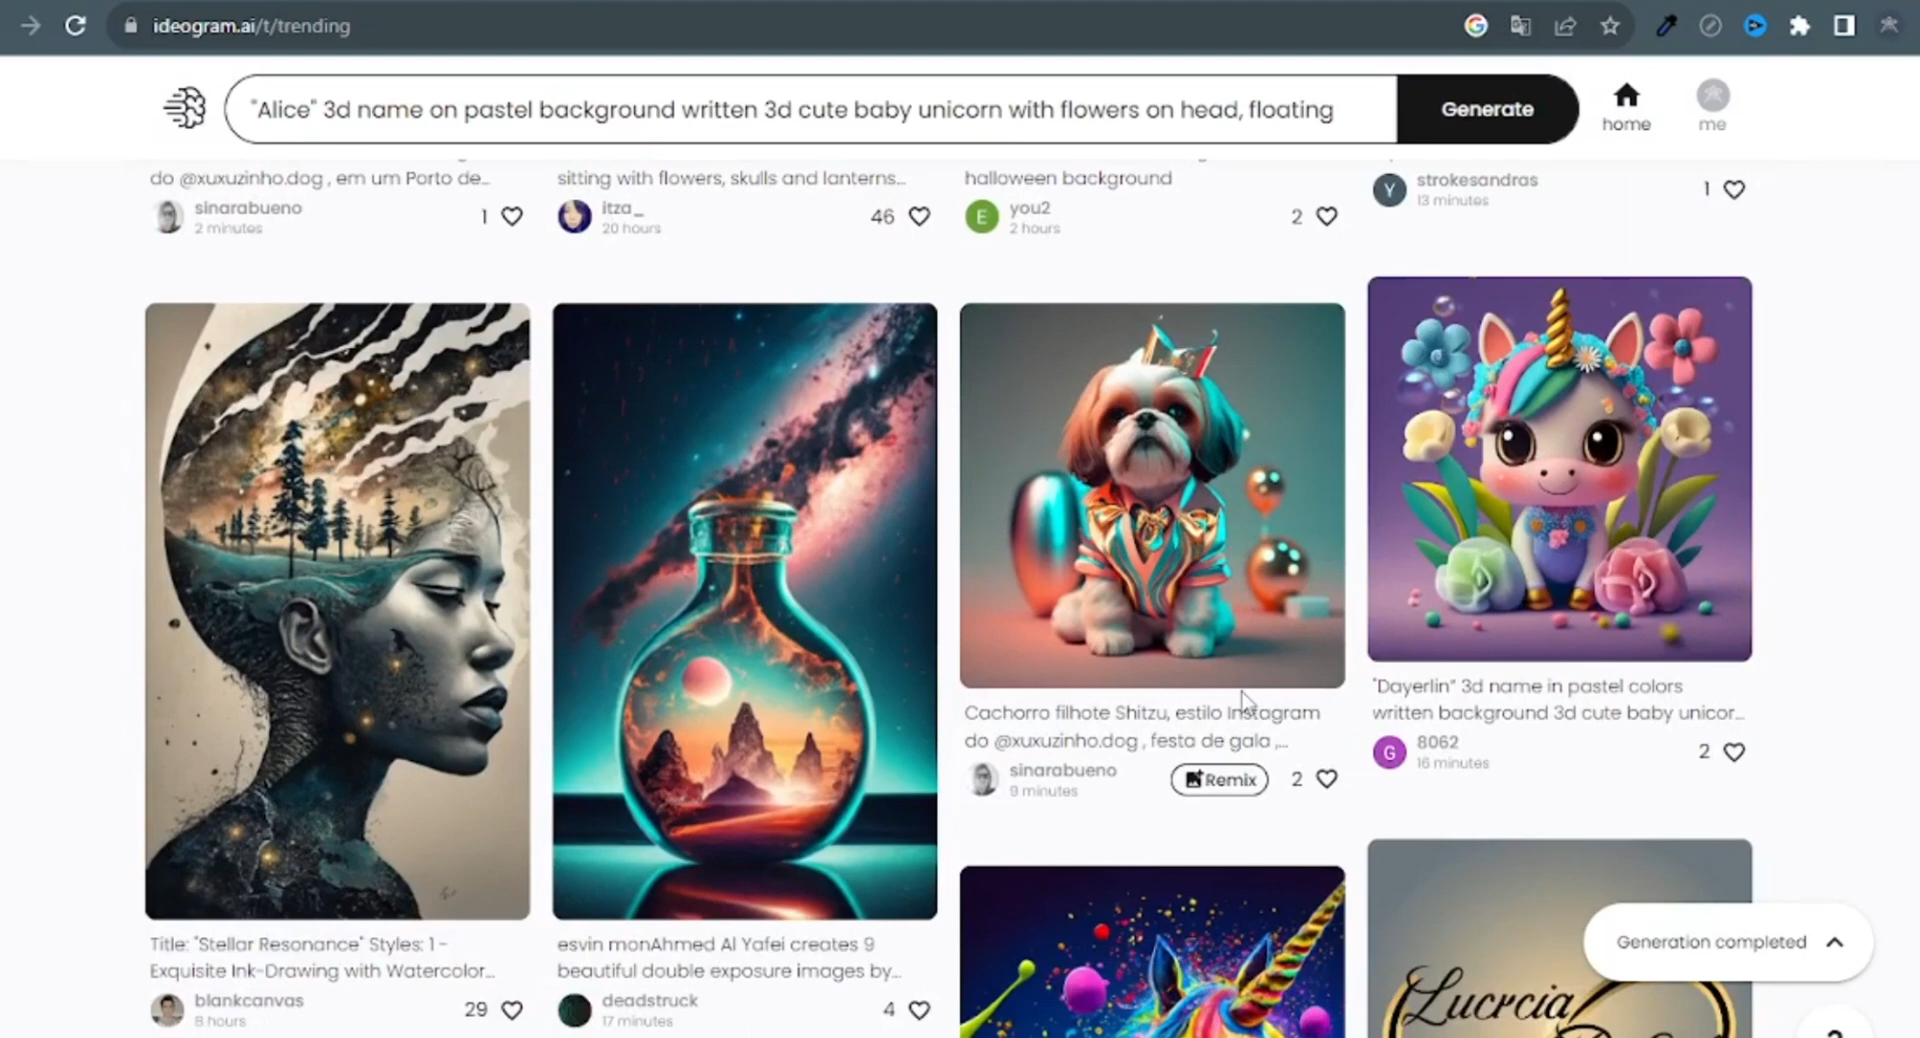 ideogram.ai/t/trending
"Alice" 3d name on pastel background written 3d cute baby unicorn with flowers on head, floating
Generate
home
me
do @xuxuzinho.dog , em um Porto de...
sinarabueno
2 minutes
1
sitting with flowers, skulls and lanterns...
itza_
20 hours
46
halloween background
you2
2 hours
E
2
Y
strokesandras
13 minutes
1
Title: "Stellar Resonance" Styles: 1 -
Exquisite Ink-Drawing with Watercolor...
blankcanvas
8 hours
29
esvin monAhmed Al Yafei creates 9
beautiful double exposure images by...
deadstruck
17 minutes
4
Cachorro filhote Shitzu, estilo Instagram
do @xuxuzinho.dog , festa de gala ,...
sinarabueno
9 minutes
Remix
2
"Dayerlin" 3d name in pastel colors
written background 3d cute baby unicor...
G
8062
16 minutes
2
Lucrcia
Generation completed